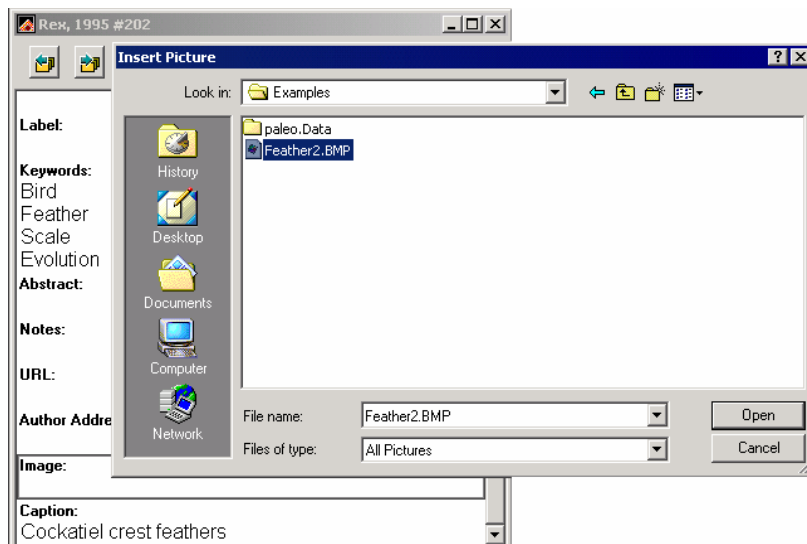 Rex, 1995 #202
Insert Picture
Look in: Examples
Label:
Keywords:
Bird
Feather
Scale
Evolution
Abstract:
Notes:
URL:
Author Addre
Image:
Caption:
Cockatiel crest feathers
History
Desktop
Documents
Computer
Network
paleo.Data
Feather2.BMP
File name: Feather2.BMP Open
Files of type: All Pictures Cancel